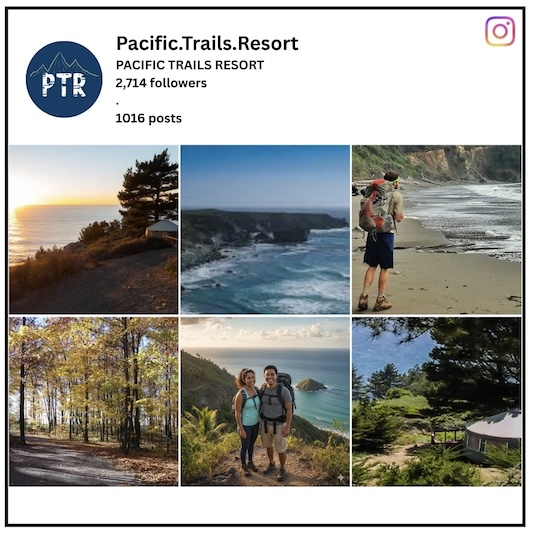 PTR
Pacific.Trails.Resort
PACIFIC TRAILS RESORT
2,714 followers
.
1016 posts